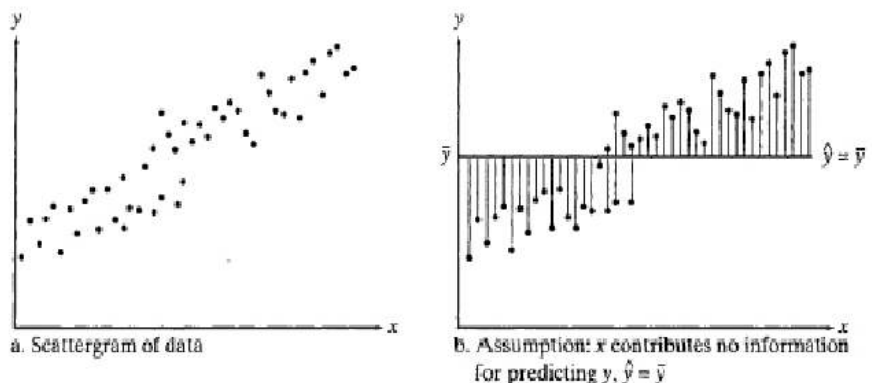 y
x
a. Scattergram of data
y
ȳ
ŷ = ȳ
x
b. Assumption: x contributes no information
for predicting y, ŷ = ȳ